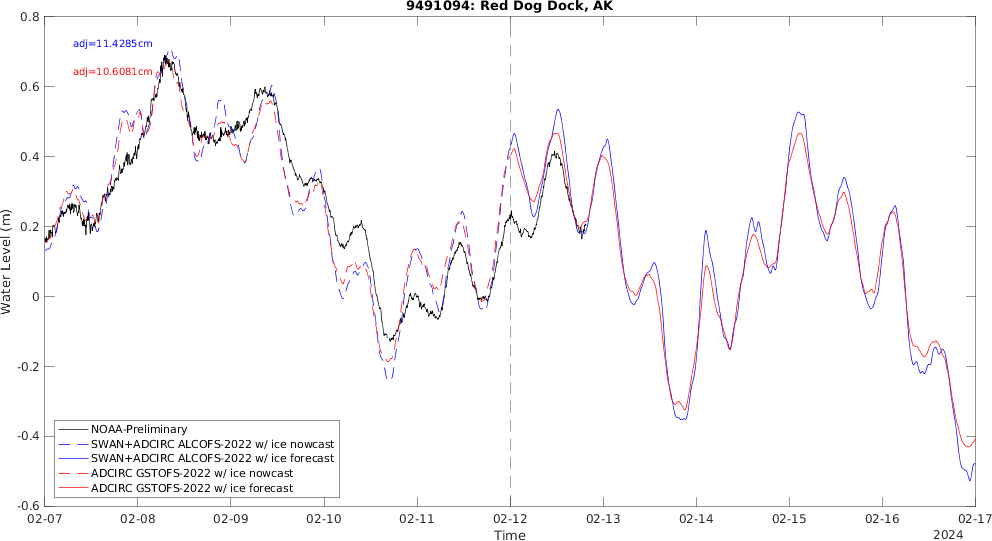 9491094: Red Dog Dock, AK
adj=11.4285cm
adj=10.6081cm
Water Level (m)
0.8
0.6
0.4
0.2
0
-0.2
-0.4
-0.6
NOAA-Preliminary
SWAN+ADCIRC ALCOFS-2022 w/ ice nowcast
SWAN+ADCIRC ALCOFS-2022 w/ ice forecast
ADCIRC GSTOFS-2022 w/ ice nowcast
ADCIRC GSTOFS-2022 w/ ice forecast
02-07 02-08 02-09 02-10 02-11 02-12 02-13 02-14 02-15 02-16 02-17
Time
2024